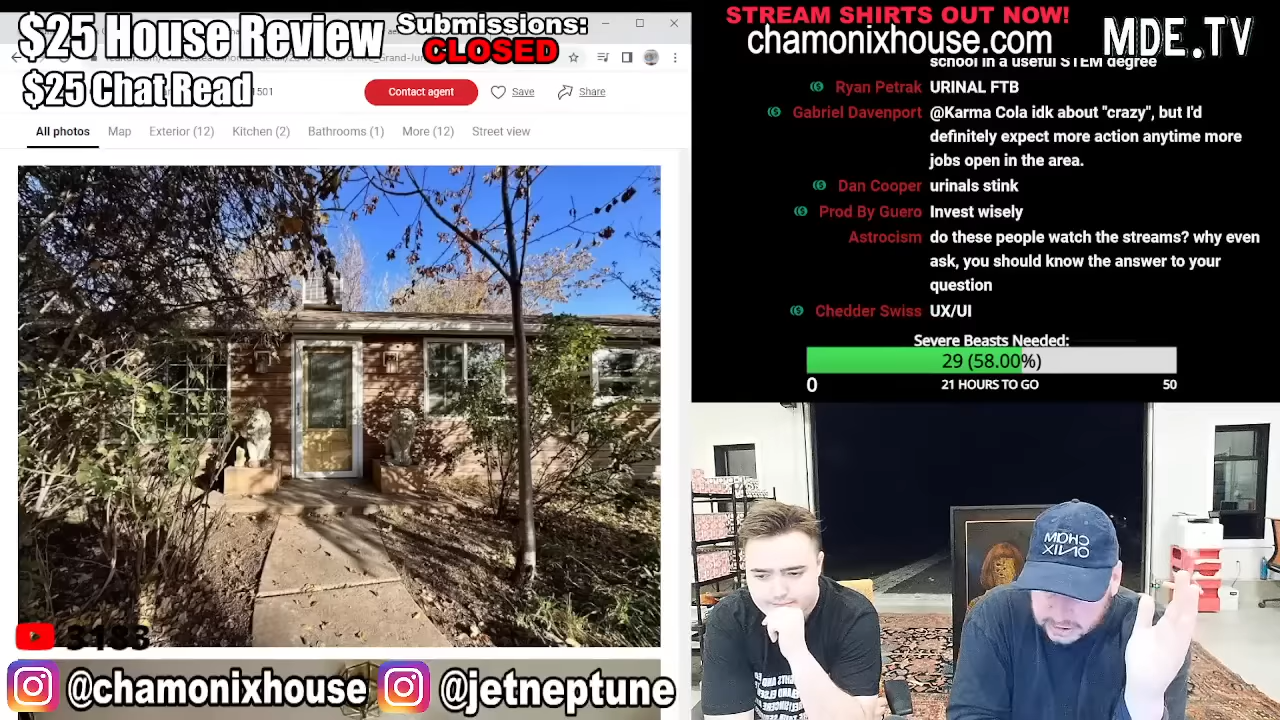 $25 House Review
Submissions:
CLOSED
$25 Chat Read
1501
Contact agent
Save
Share
All photos
Map
Exterior (12)
Kitchen (2)
Bathrooms (1)
More (12)
Street view
3183
@chamonixhouse
@jetneptune
STREAM SHIRTS OUT NOW!
chamonixhouse.com
MDE.TV
school in a useful STEM degree
Ryan Petrak URINAL FTB
Gabriel Davenport @Karma Cola idk about "crazy", but I'd
definitely expect more action anytime more
jobs open in the area.
Dan Cooper urinals stink
Prod By Guero Invest wisely
Astrocism do these people watch the streams? why even
ask, you should know the answer to your
question
Chedder Swiss UX/UI
Severe Beasts Needed:
29 (58.00%)
0
21 HOURS TO GO
50
CHAM
ONIX